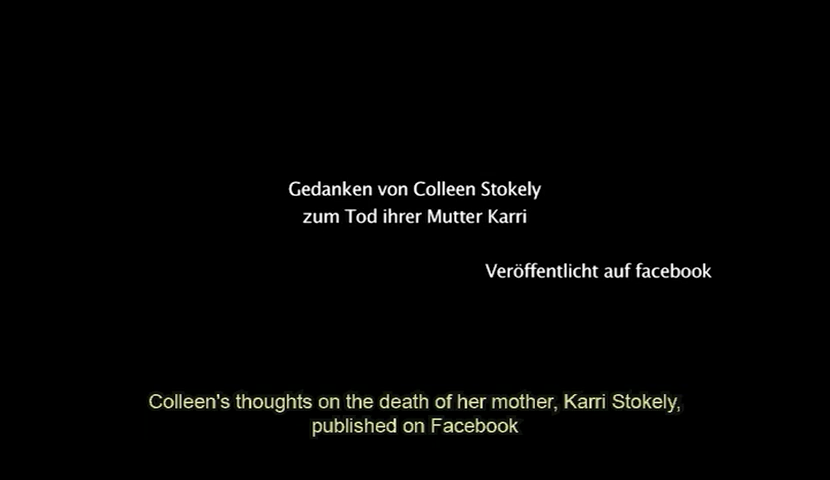 Gedanken von Colleen Stokely
zum Tod ihrer Mutter Karri
Veröffentlicht auf facebook
Colleen's thoughts on the death of her mother, Karri Stokely,
published on Facebook